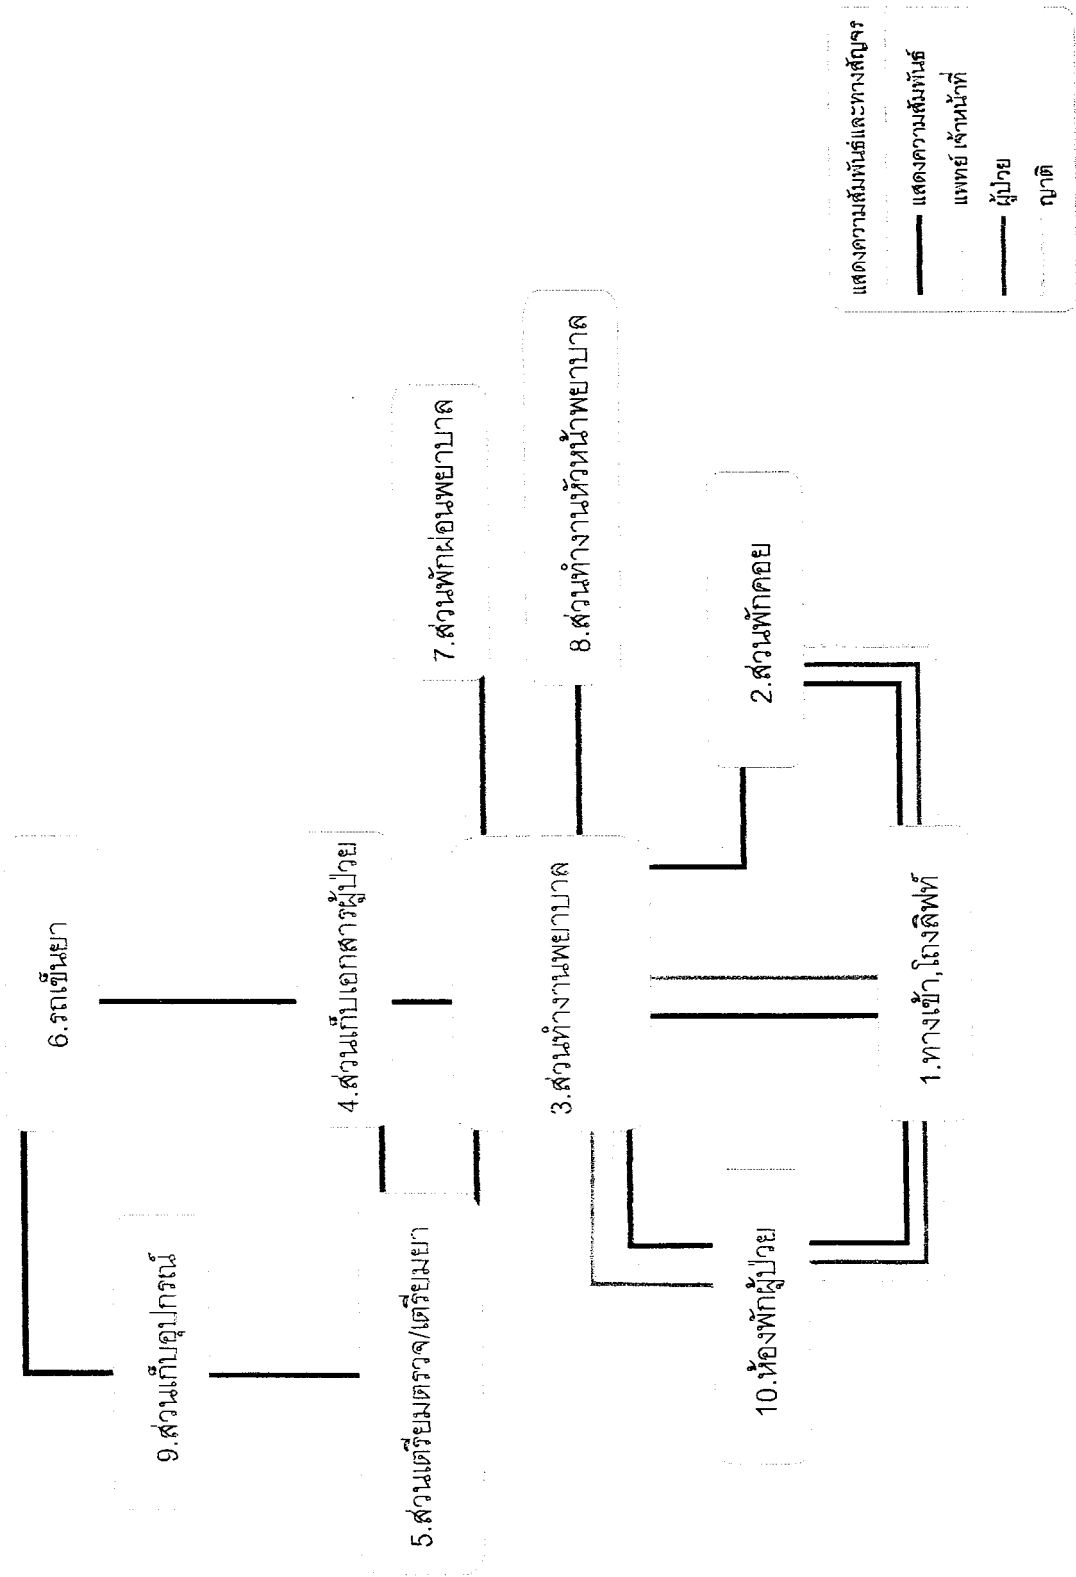 6.รถเข็นยา
9.ส่วนเก็บอุปกรณ์
4.ส่วนเก็บเอกสารผู้ป่วย
5.ส่วนเตรียมตรวจ/เตรียมยา
7.ส่วนพักผ่อนพยาบาล
3.ส่วนทำงานพยาบาล
8.ส่วนทำงานหัวหน้าพยาบาล
10.ห้องพักผู้ป่วย
2.ส่วนพักคอย
1.ทางเข้า,โถงลิฟท์
แสดงความสัมพันธ์และทางสัญจร
แสดงความสัมพันธ์
แพทย์ เจ้าหน้าที่
ผู้ป่วย
ญาติ